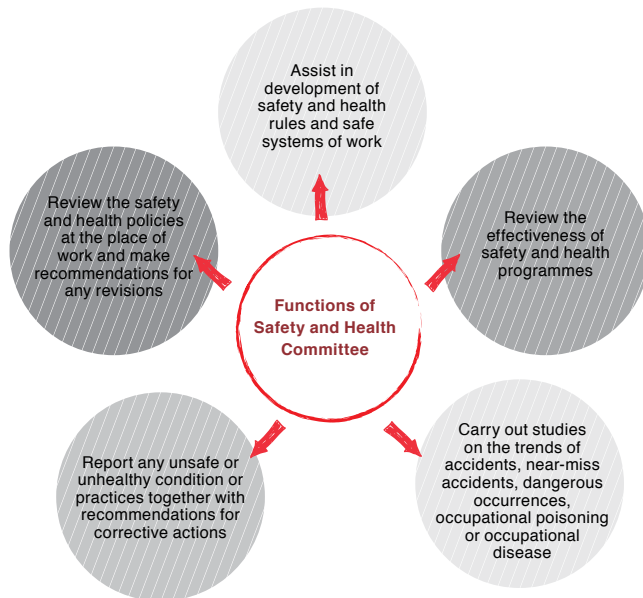 Assist in
development of
safety and health
rules and safe
systems of work
Review the safety
and health policies
at the place of
work and make
recommendations for
any revisions
Review the
effectiveness of
safety and health
programmes
Functions of
Safety and Health
Committee
Report any unsafe or
unhealthy condition or
practices together with
recommendations for
corrective actions
Carry out studies
on the trends of
accidents, near-miss
accidents, dangerous
occurrences,
occupational poisoning
or occupational
disease